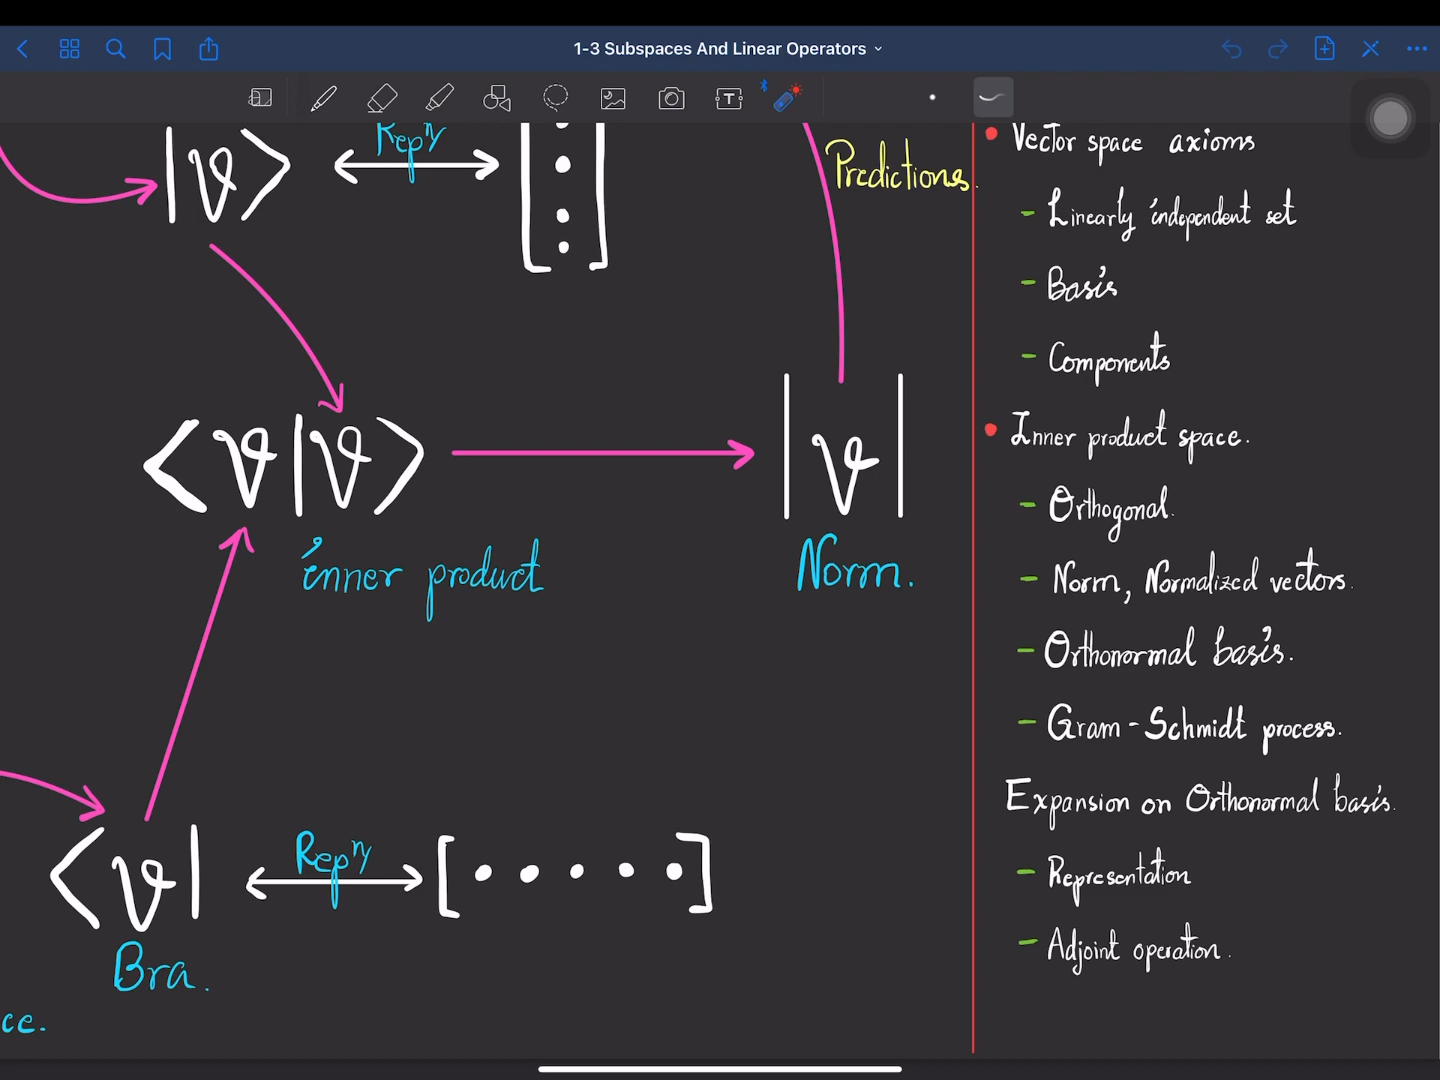 1-3 Subspaces And Linear Operators
|v⟩
Repⁿ
Predictions.
⟨v|v⟩
|v|
inner product
Norm.
⟨v|
Repⁿ
[ • • • • • ]
Bra.
ce.
• Vector space axioms
- Linearly independent set
- Basis
- Components
• Inner product space.
- Orthogonal.
- Norm, Normalized vectors.
- Orthonormal basis.
- Gram-Schmidt process.
Expansion on Orthonormal basis.
- Representation
- Adjoint operation.